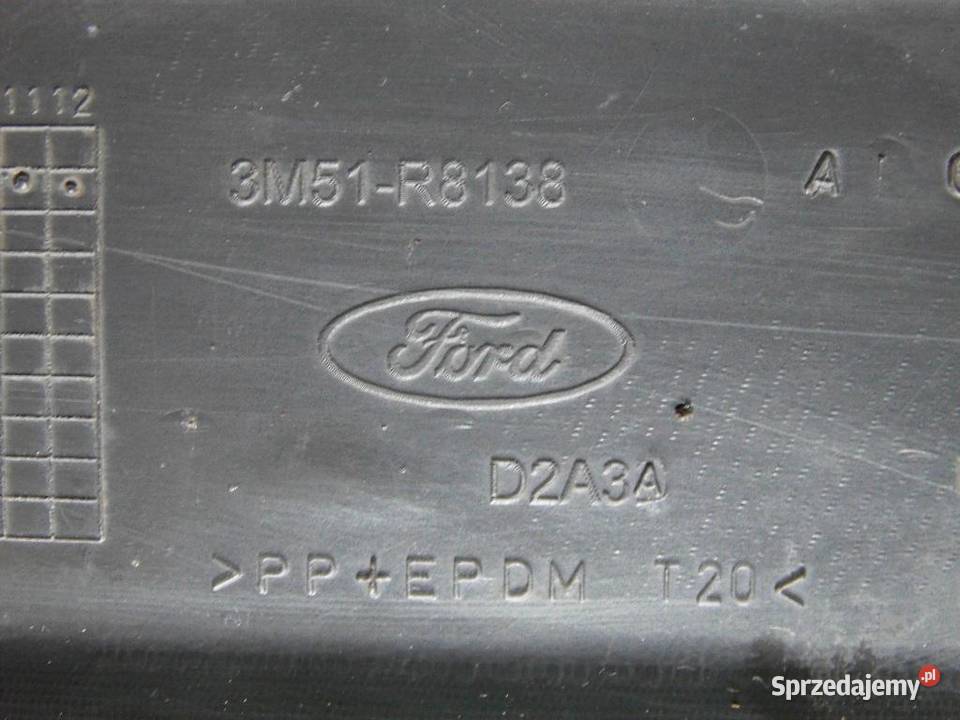 1112
3M51-R8138
A
Ford
D2A3A
>PP+EPDM T20<
Sprzedajemy.pl